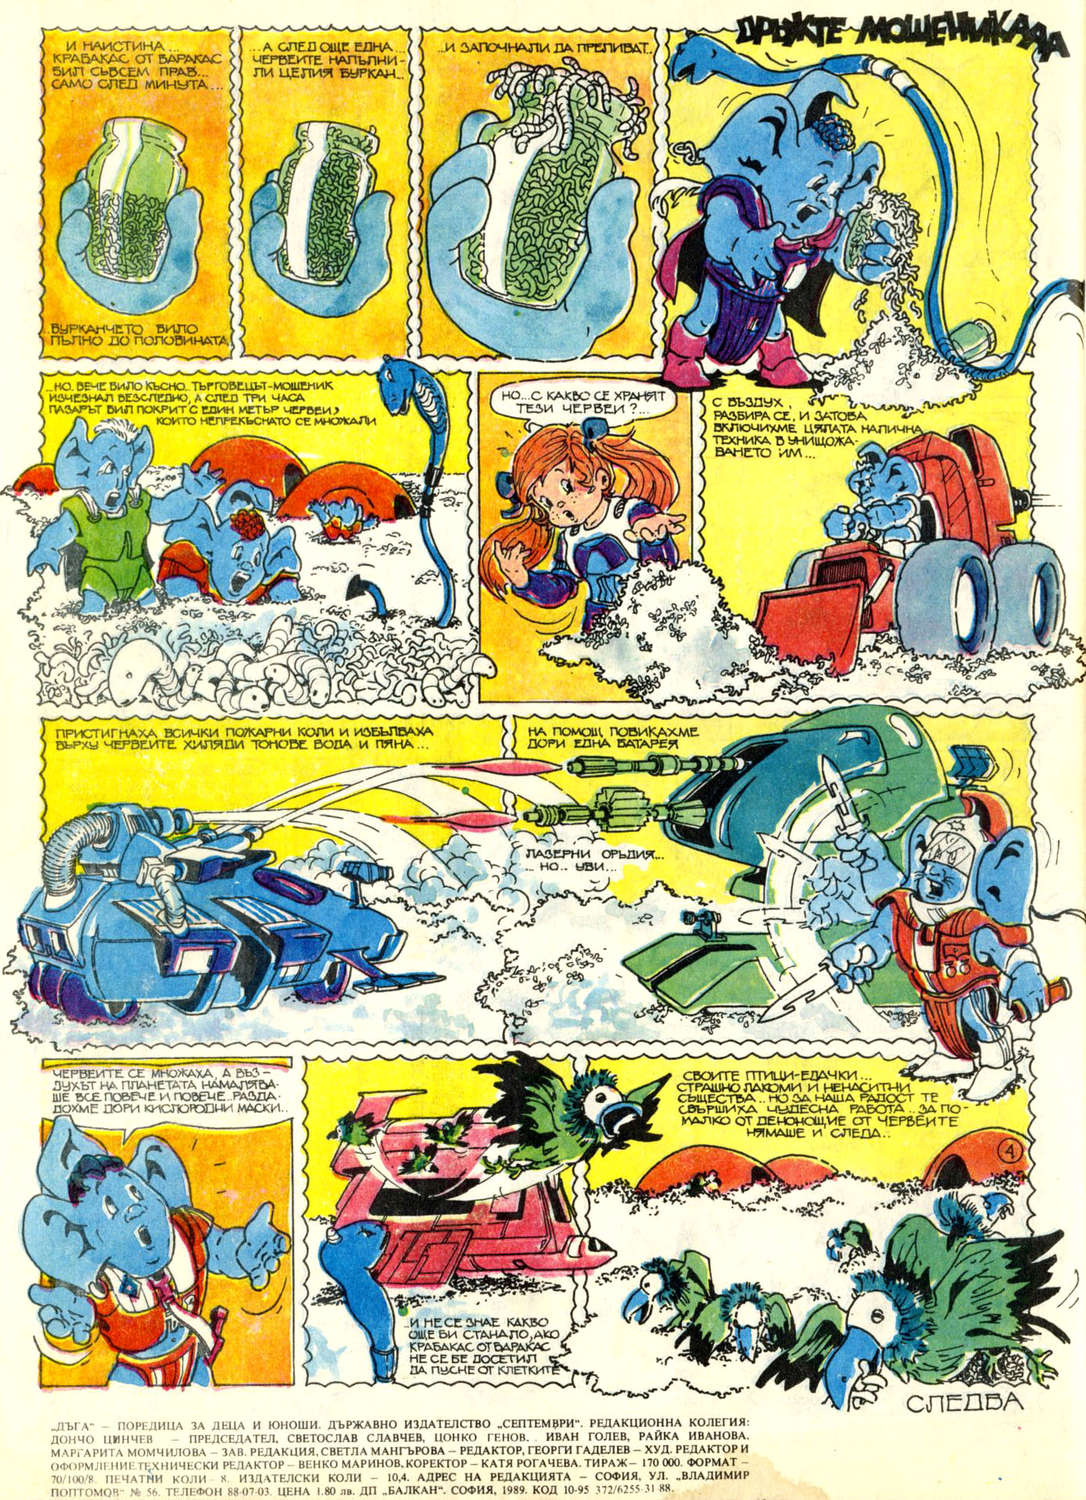 И НАИСТИНА...
КРАБАКАС ОТ ВАРАКАС
БИЛ СЪВСЕМ ПРАВ...
САМО СЛЕД МИНУТА...
..БУРКАНЧЕТО БИЛО
ПЪЛНО ДО ПОЛОВИНАТА,
...А СЛЕД ОЩЕ ЕДНА...
ЧЕРВЕИТЕ НАПЪЛНИ-
ЛИ ЦЕЛИЯ БУРКАН...
...И ЗАПОЧНАЛИ ДА ПРЕЛИВАТ..
ДРЪЖТЕ МОШЕНИКААА
...НО, ВЕЧЕ БИЛО КЪСНО. ТЪРГОВЕЦЪТ-МОШЕНИК
ИЗЧЕЗНАЛ БЕЗСЛЕДНО, А СЛЕД ТРИ ЧАСА
ПАЗАРЪТ БИЛ ПОКРИТ С ЕДИН МЕТЪР ЧЕРВЕИ,
КОИТО НЕПРЕКЪСНАТО СЕ МНОЖАЛИ
НО...С КАКВО СЕ ХРАНЯТ
ТЕЗИ ЧЕРВЕИ?...
С ВЪЗДУХ,
РАЗБИРА СЕ, И ЗАТОВА
ВКЛЮЧИХМЕ ЦЯЛАТА НАЛИЧНА
ТЕХНИКА В УНИЩОЖА-
ВАНЕТО ИМ...
ПРИСТИГНАХА ВСИЧКИ ПОЖАРНИ КОЛИ И ИЗБЪЛВАХА
ВЪРХУ ЧЕРВЕИТЕ ХИЛЯДИ ТОНОВЕ ВОДА И ПЯНА...
НА ПОМОЩ ПОВИКАХМЕ
ДОРИ ЕДНА БАТАРЕЯ
ЛАЗЕРНИ ОРЪДИЯ...
... НО.. УВИ...
ЧЕРВЕИТЕ СЕ МНОЖАХА, А ВЪЗ-
ДУХЪТ НА ПЛАНЕТАТА НАМАЛЯВА-
ШЕ ВСЕ ПОВЕЧЕ И ПОВЕЧЕ. РАЗДА-
ДОХМЕ ДОРИ КИСЛОРОДНИ МАСКИ...
...И НЕ СЕ ЗНАЕ КАКВО
ОЩЕ БИ СТАНАЛО, АКО
КРАБАКАС ОТ ВАРАКАС
НЕ СЕ БЕ ДОСЕТИЛ
ДА ПУСНЕ ОТ КЛЕТКИТЕ
СВОИТЕ ПТИЦИ-ЕДАЧКИ...
СТРАШНО ЛАКОМИ И НЕНАСИТНИ
СЪЩЕСТВА... НО ЗА НАША РАДОСТ ТЕ
СВЪРШИХА ЧУДЕСНА РАБОТА... ЗА ПО-
МАЛКО ОТ ДЕНОНОЩИЕ ОТ ЧЕРВЕИТЕ
НЯМАШЕ И СЛЕДА..
4
СЛЕДВА
„ДЪГА“ – ПОРЕДИЦА ЗА ДЕЦА И ЮНОШИ. ДЪРЖАВНО ИЗДАТЕЛСТВО „СЕПТЕМВРИ“. РЕДАКЦИОННА КОЛЕГИЯ:
ДОНЧО ЦОНЧЕВ – ПРЕДСЕДАТЕЛ, СВЕТОСЛАВ СЛАВЧЕВ, ЦОНКО ГЕНОВ, ИВАН ГОЛЕВ, РАЙКА ИВАНОВА,
МАРГАРИТА МОМЧИЛОВА – ЗАВ. РЕДАКЦИЯ, СВЕТЛА МАНГЪРОВА – РЕДАКТОР, ГЕОРГИ ГАДЕЛЕВ – ХУД. РЕДАКТОР И
ОФОРМЛЕНИЕ, ТЕХНИЧЕСКИ РЕДАКТОР – ВЕНКО МАРИНОВ, КОРЕКТОР – КАТЯ РОГАЧЕВА. ТИРАЖ – 170 000. ФОРМАТ –
70/100/8. ПЕЧАТНИ КОЛИ – 8. ИЗДАТЕЛСКИ КОЛИ – 10,4. АДРЕС НА РЕДАКЦИЯТА – СОФИЯ, УЛ. „ВЛАДИМИР
ПОПТОМОВ“ № 56. ТЕЛЕФОН 88-07-03. ЦЕНА 1.80 лв. ДП „БАЛКАН“. СОФИЯ, 1989. КОД 10-95 372/6255-31-88.